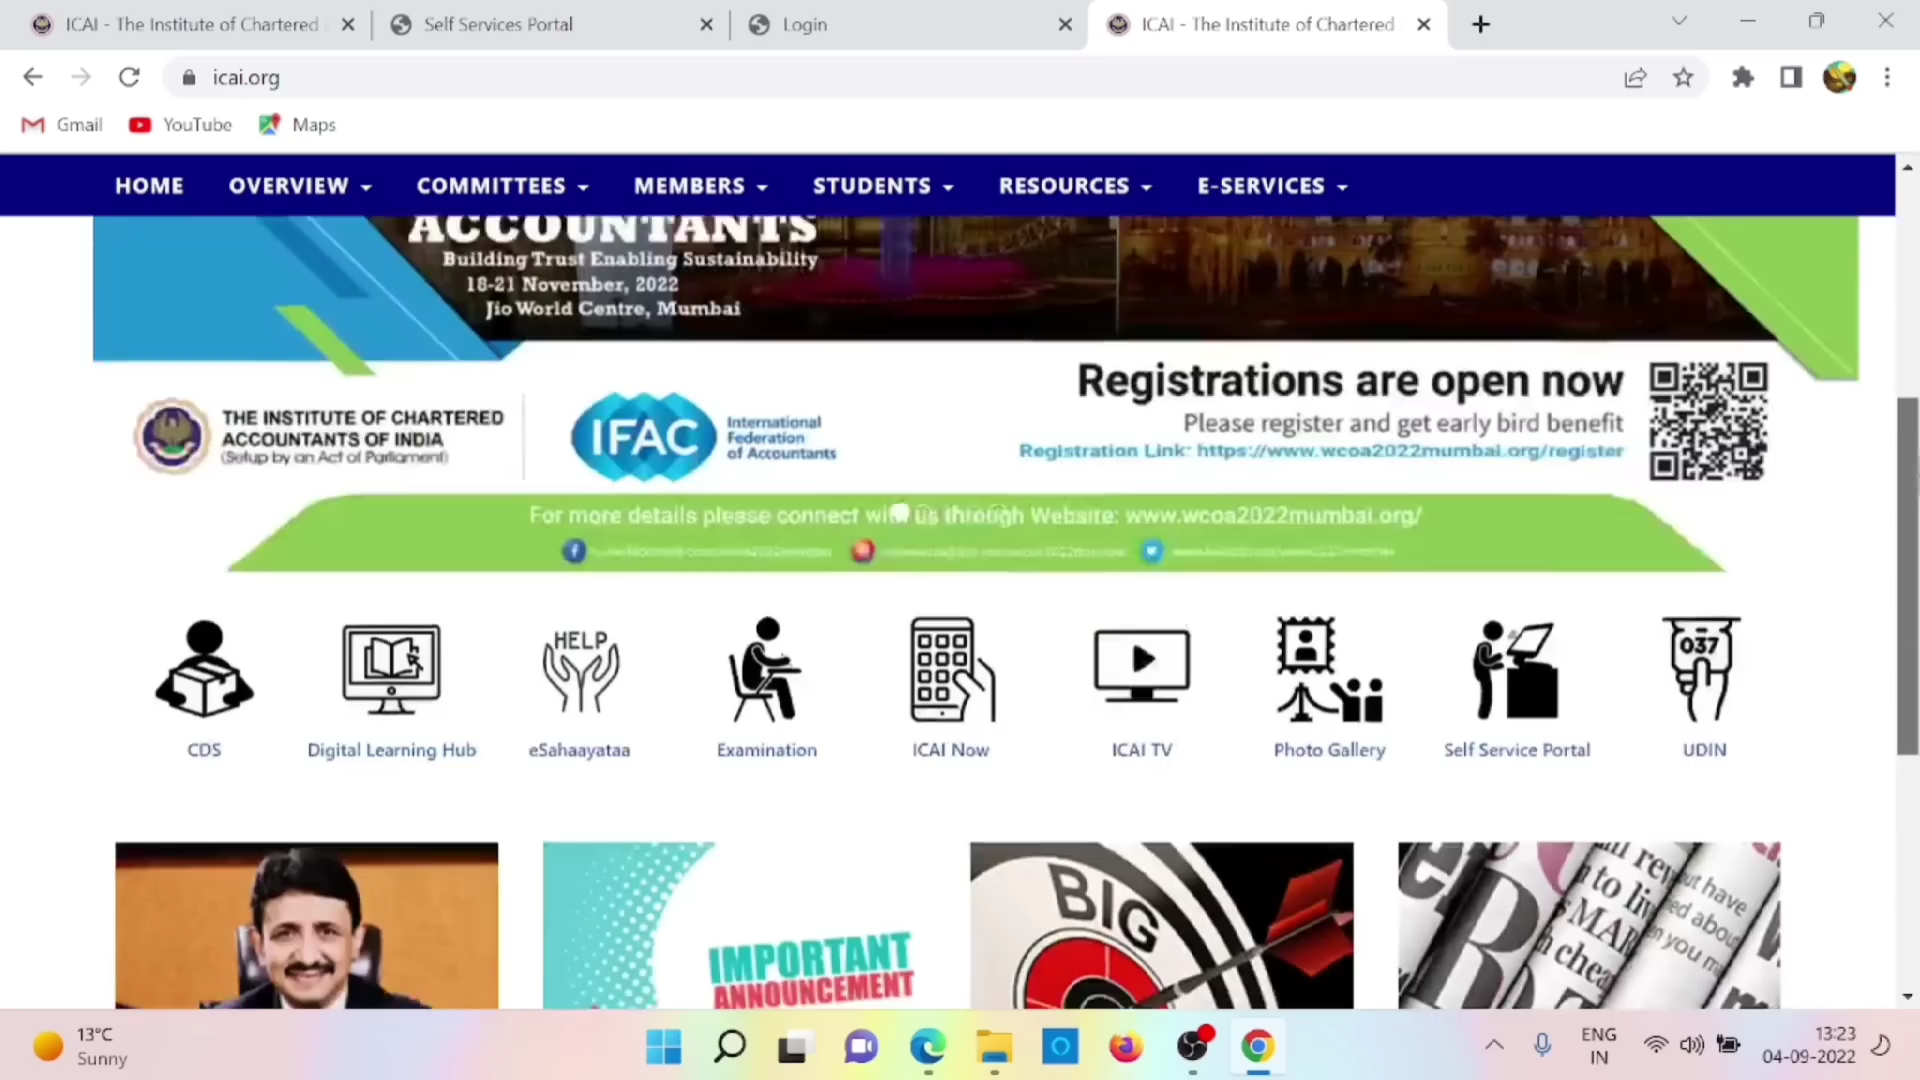 ICAI - The Institute of Chartered
Self Services Portal
Login
ICAI - The Institute of Chartered
icai.org
Gmail
YouTube
Maps
HOME
OVERVIEW
COMMITTEES
MEMBERS
STUDENTS
RESOURCES
E-SERVICES
ACCOUNTANTS
Building Trust Enabling Sustainability
18-21 November, 2022
Jio World Centre, Mumbai
THE INSTITUTE OF CHARTERED
ACCOUNTANTS OF INDIA
(Setup by an Act of Parliament)
IFAC
International
Federation
of Accountants
Registrations are open now
Please register and get early bird benefit
Registration Link: https://www.wcoa2022mumbai.org/register
For more details please connect with us through Website: www.wcoa2022mumbai.org/
HELP
037
CDS
Digital Learning Hub
eSahaayataa
Examination
ICAI Now
ICAI TV
Photo Gallery
Self Service Portal
UDIN
IMPORTANT
ANNOUNCEMENT
BIG
13°C
Sunny
ENG
IN
13:23
04-09-2022